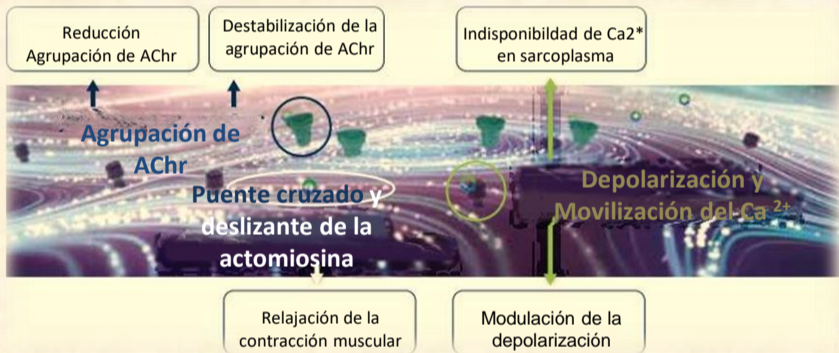 Reducción
Agrupación de AChr
Destabilización de la
agrupación de AChr
Indisponibildad de Ca2*
en sarcoplasma
Agrupación de
AChr
Puente cruzado y
deslizante de la
actomiosina
Depolarización y
Movilización del Ca 2+
Relajación de la
contracción muscular
Modulación de la
depolarización